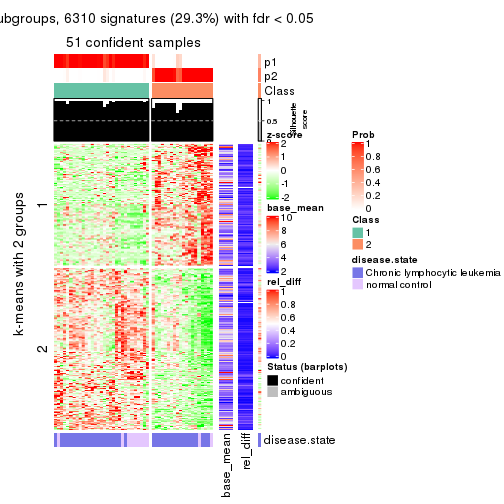 ubgroups, 6310 signatures (29.3%) with fdr < 0.05
51 confident samples
p1
p2
Class
1
0.5
0
Silhouette
score
k-means with 2 groups
1
2
z-score
2
1
0
-1
-2
base_mean
10
8
6
4
2
rel_diff
1
0.8
0.6
0.4
0.2
0
Status (barplots)
confident
ambiguous
Prob
1
0.8
0.6
0.4
0.2
0
Class
1
2
disease.state
Chronic lymphocytic leukemia
normal control
disease.state
base_mean
rel_diff